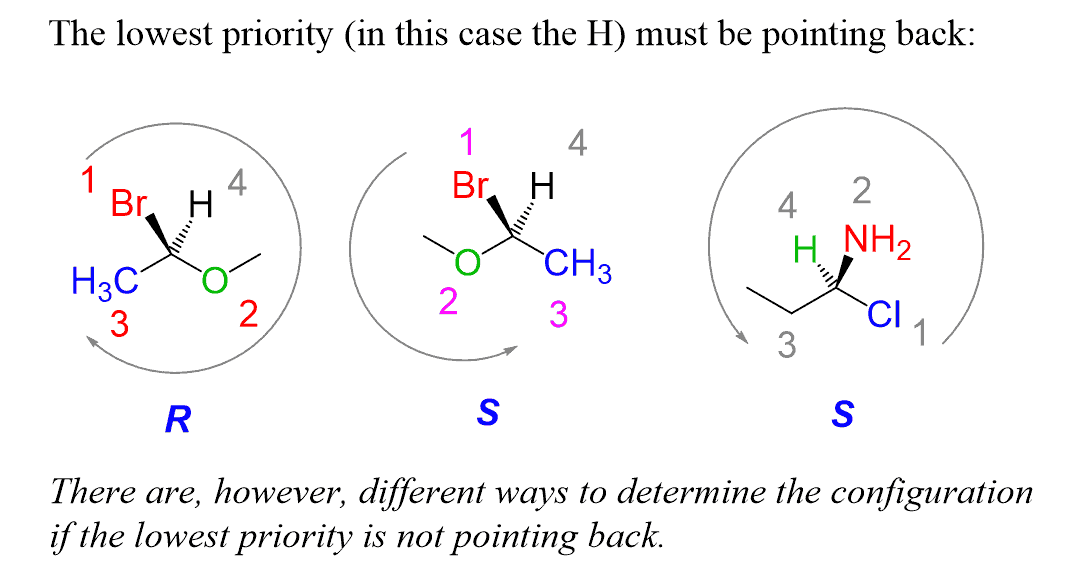 The lowest priority (in this case the H) must be pointing back:
1 Br H 4
H3C O
3 2
R
1 4
Br H
O CH3
2 3
S
4 2
H NH2
Cl
3 1
S
There are, however, different ways to determine the configuration
if the lowest priority is not pointing back.